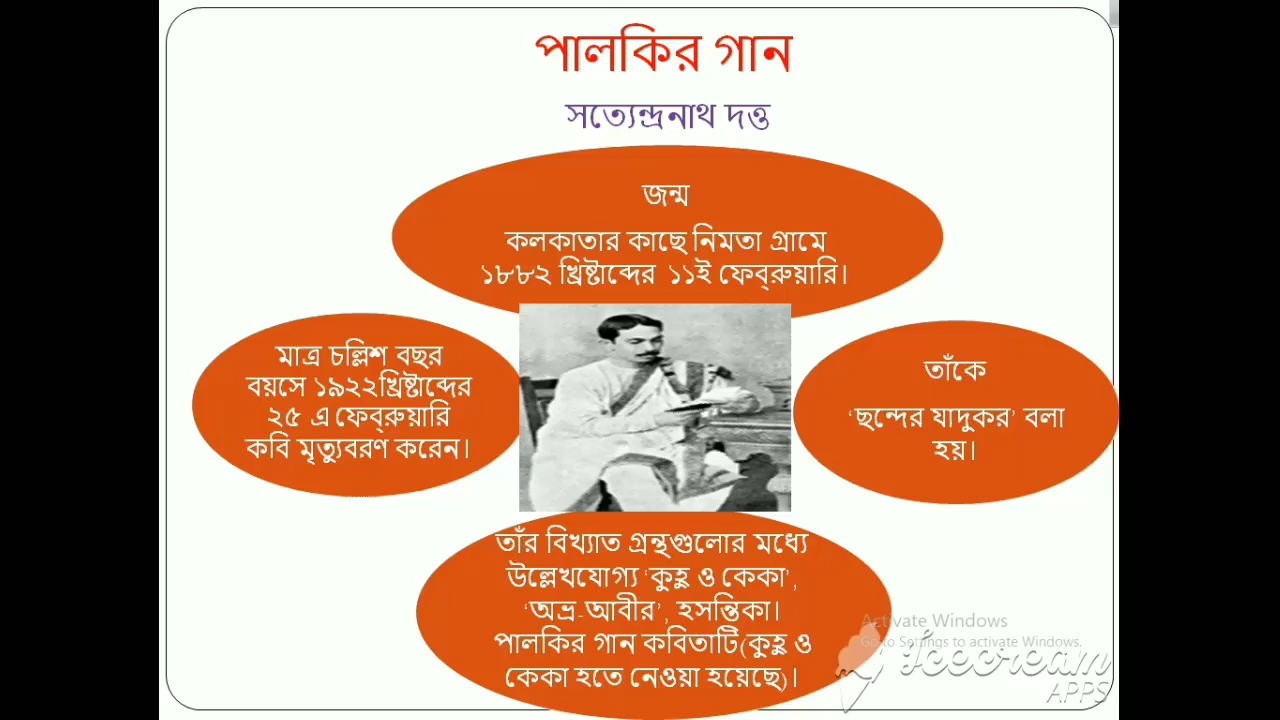 পালকির গান
সত্যেন্দ্রনাথ দত্ত
জন্ম
কলকাতার কাছে নিমতা গ্রামে
১৮৮২ খ্রিষ্টাব্দের ১১ই ফেব্রুয়ারি।
মাত্র চল্লিশ বছর
বয়সে ১৯২২খ্রিষ্টাব্দের
২৫ এ ফেব্রুয়ারি
কবি মৃত্যুবরণ করেন।
তাঁকে
‘ছন্দের যাদুকর’ বলা
হয়।
তাঁর বিখ্যাত গ্রন্থগুলোর মধ্যে
উল্লেখযোগ্য ‘কুহু ও কেকা’,
‘অভ্র-আবীর’, হসন্তিকা।
পালকির গান কবিতাটি(কুহু ও
কেকা হতে নেওয়া হয়েছে)।
Activate Windows
Go to Settings to activate Windows.
Icecream
APPS